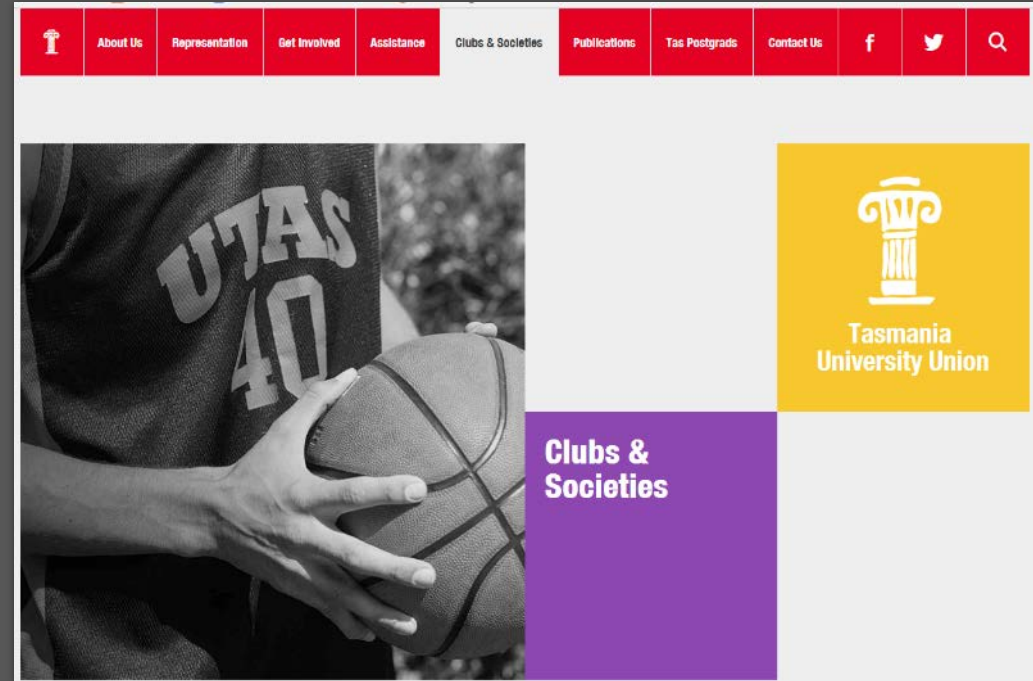 About Us Representation Get Involved Assistance Clubs & Societies Publications Tas Postgrads Contact Us f
UTAS
40
Tasmania
University Union
Clubs &
Societies